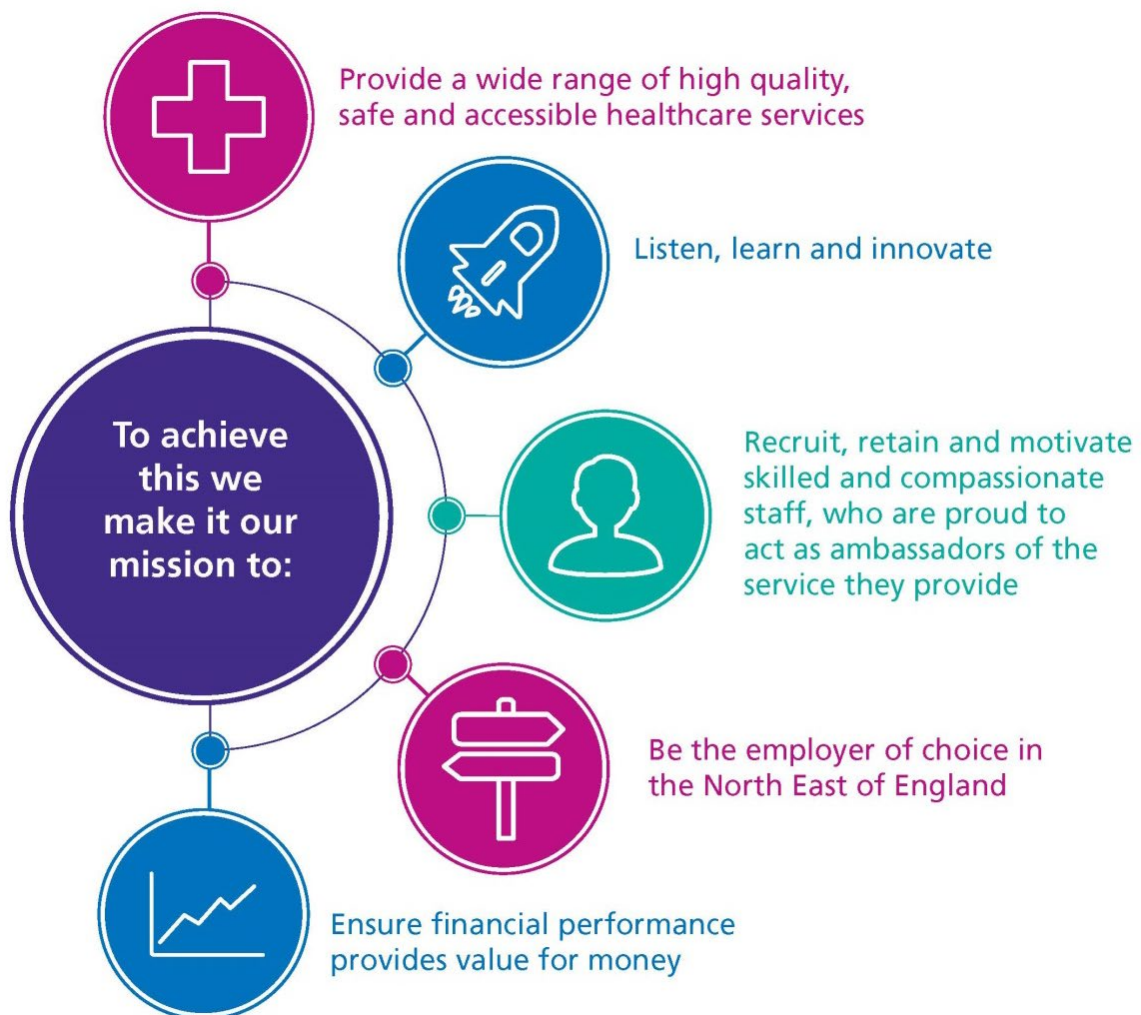 Provide a wide range of high quality,
safe and accessible healthcare services
Listen, learn and innovate
To achieve
this we
make it our
mission to:
Recruit, retain and motivate
skilled and compassionate
staff, who are proud to
act as ambassadors of the
service they provide
Be the employer of choice in
the North East of England
Ensure financial performance
provides value for money